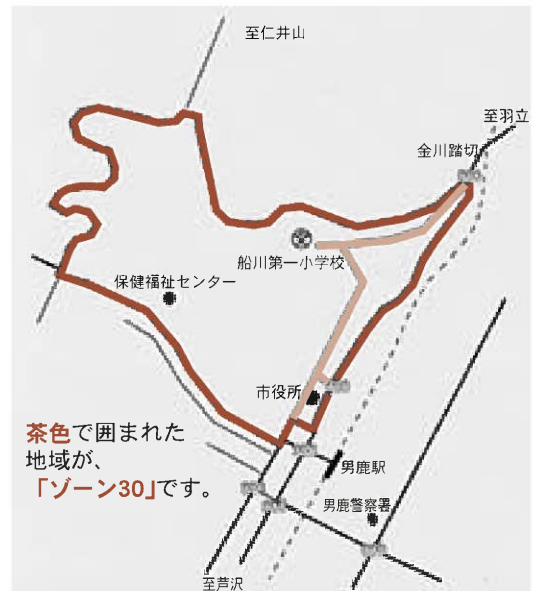 至仁井山
至羽立
金川踏切
船川第一小学校
保健福祉センター
市役所
茶色で囲まれた
地域が、
「ゾーン30」です。
男鹿駅
男鹿警察署
至芦沢